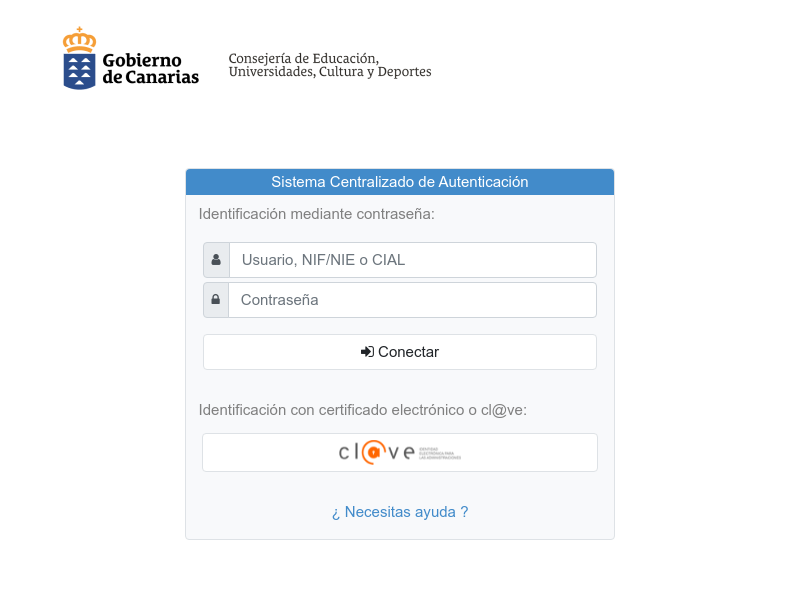 Gobierno
de Canarias
Consejería de Educación,
Universidades, Cultura y Deportes
Sistema Centralizado de Autenticación
Identificación mediante contraseña:
Usuario, NIF/NIE o CIAL
Contraseña
Conectar
Identificación con certificado electrónico o cl@ve:
cl@ve
¿ Necesitas ayuda ?